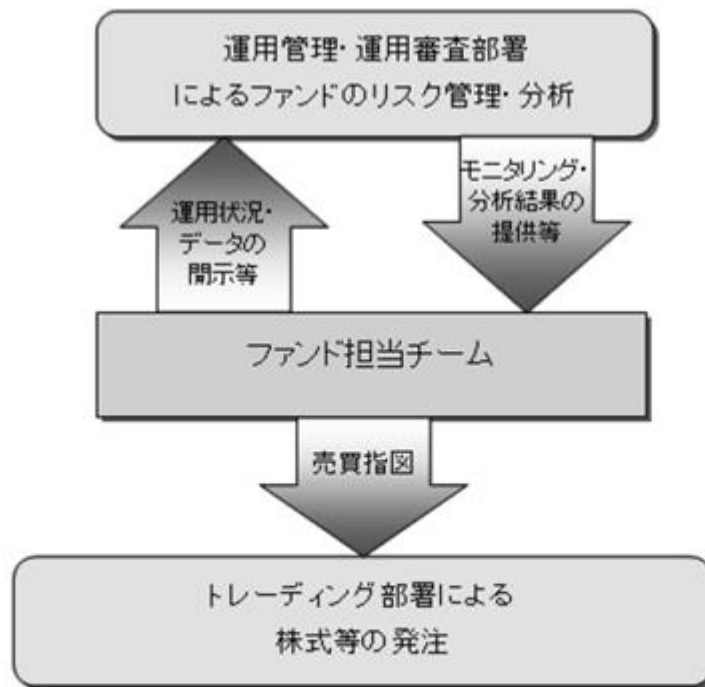 運用管理・運用審査部署
によるファンドのリスク管理・分析
運用状況・
データの
開示等
モニタリング・
分析結果の
提供等
ファンド担当チーム
売買指図
トレーディング部署による
株式等の発注